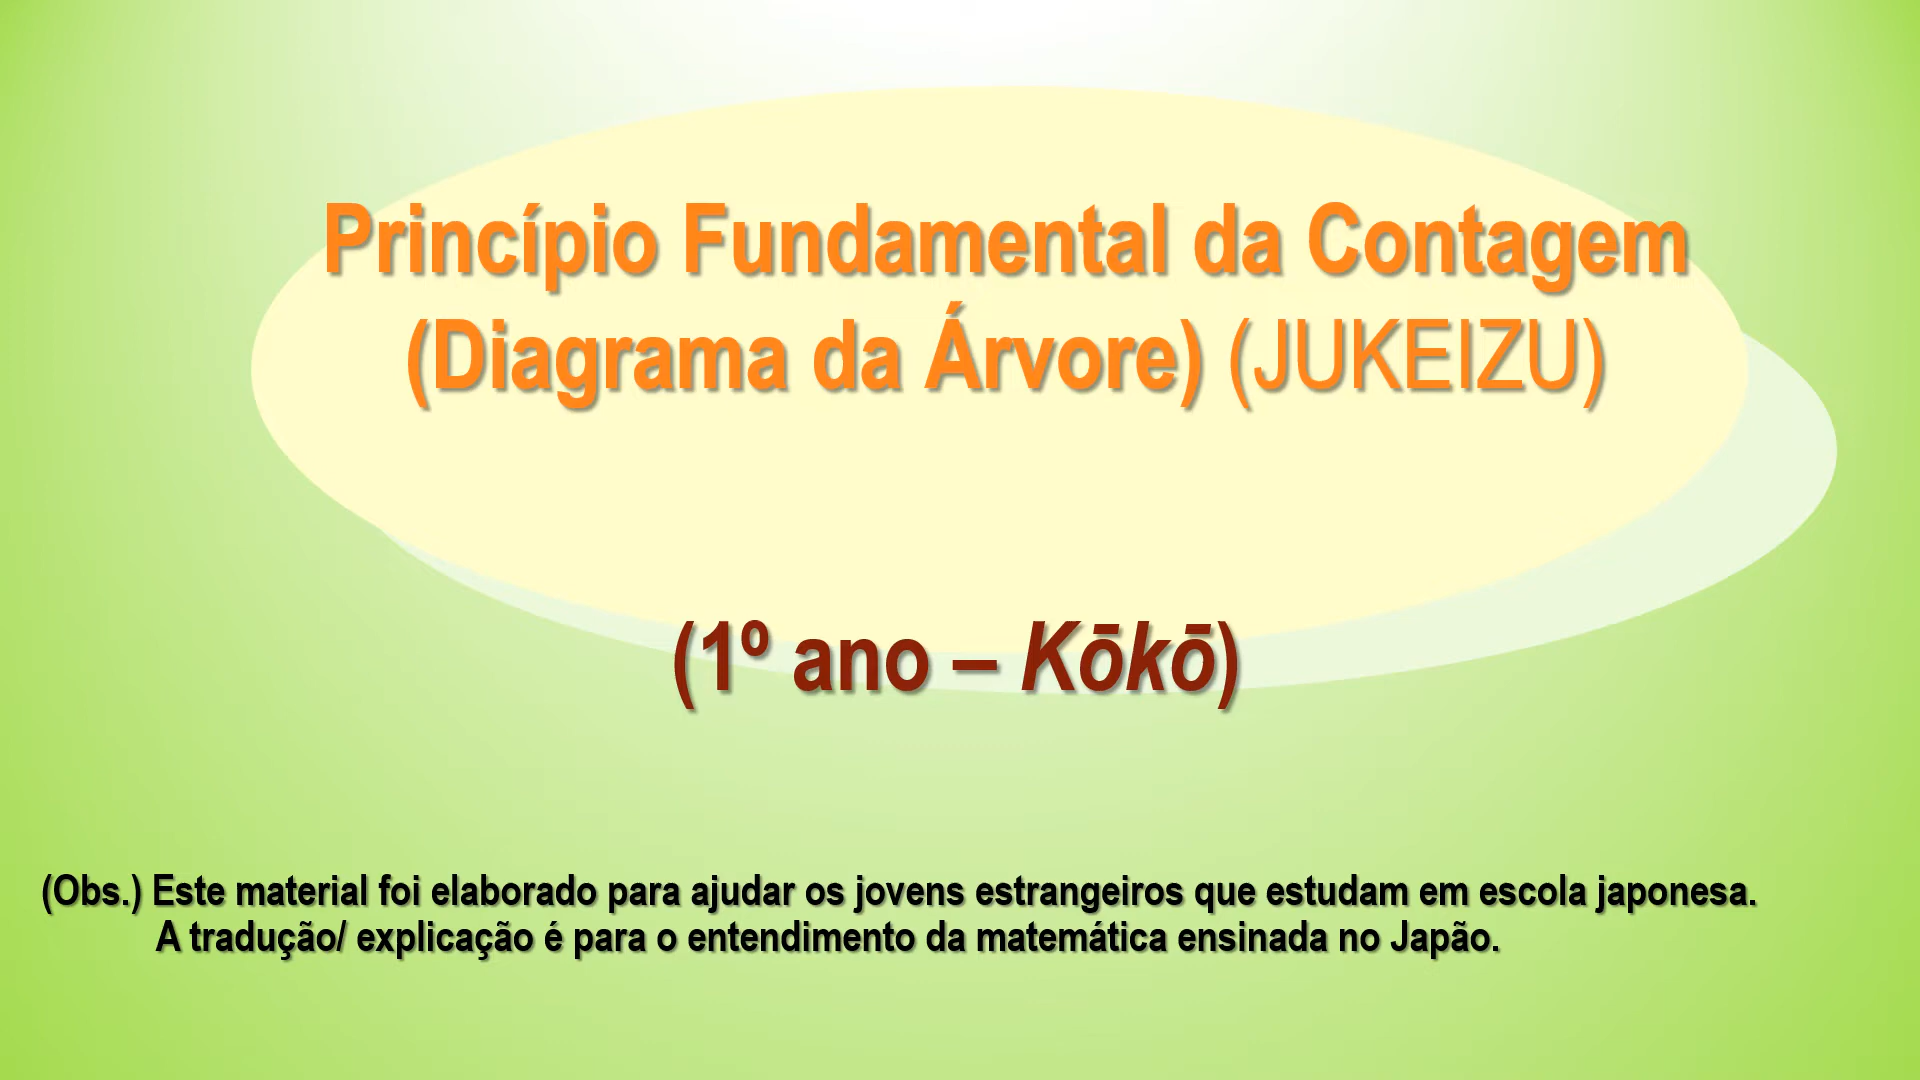 Princípio Fundamental da Contagem
(Diagrama da Árvore) (JUKEIZU)
(1º ano – Kōkō)
(Obs.) Este material foi elaborado para ajudar os jovens estrangeiros que estudam em escola japonesa.
A tradução/ explicação é para o entendimento da matemática ensinada no Japão.